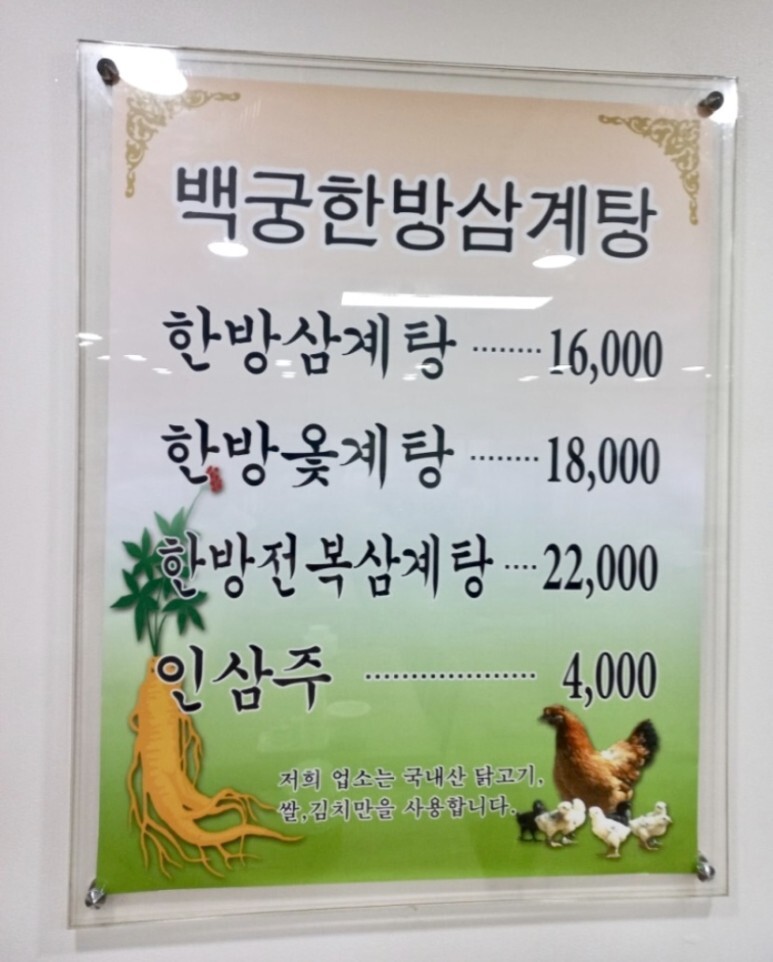 백궁한방삼계탕
한방삼계탕 ········ 16,000
한방옻계탕 ········ 18,000
한방전복삼계탕 ···· 22,000
인삼주 ··················· 4,000
저희 업소는 국내산 닭고기,
쌀,김치만을 사용합니다.